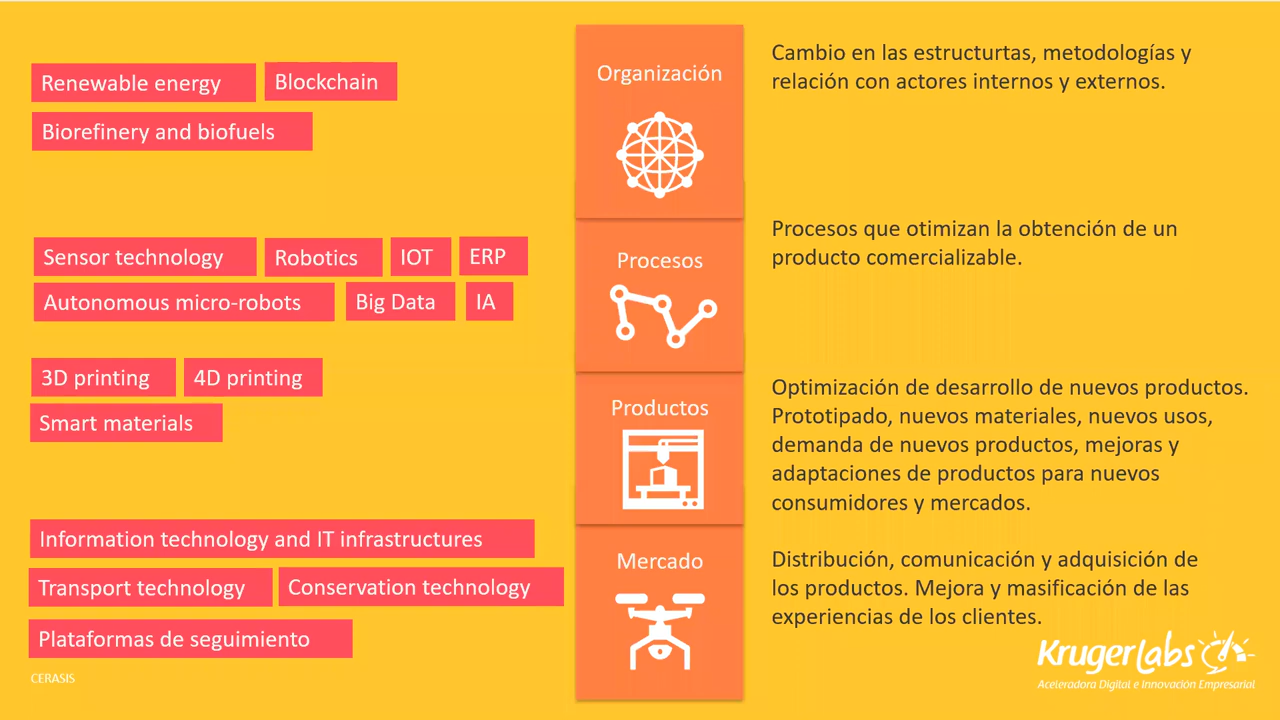 Renewable energy
Blockchain
Biorefinery and biofuels
Organización
Cambio en las estructurtas, metodologías y
relación con actores internos y externos.
Sensor technology
Robotics
IOT
ERP
Autonomous micro-robots
Big Data
IA
Procesos
Procesos que otimizan la obtención de un
producto comercializable.
3D printing
4D printing
Smart materials
Productos
Optimización de desarrollo de nuevos productos.
Prototipado, nuevos materiales, nuevos usos,
demanda de nuevos productos, mejoras y
adaptaciones de productos para nuevos
consumidores y mercados.
Information technology and IT infrastructures
Transport technology
Conservation technology
Plataformas de seguimiento
Mercado
Distribución, comunicación y adquisición de
los productos. Mejora y masificación de las
experiencias de los clientes.
CERASIS
KrugerLabs
Aceleradora Digital e Innovación Empresarial